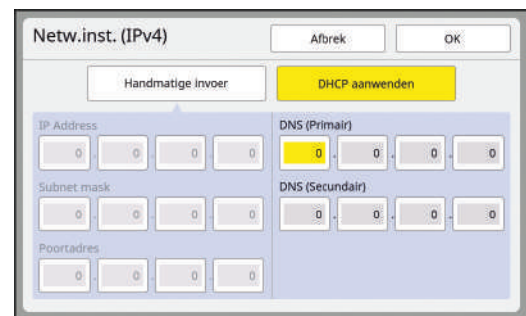 Netw.inst. (IPv4)
Afbrek
OK
Handmatige invoer
DHCP aanwenden
IP Address
0 . 0 . 0 . 0
Subnet mask
0 . 0 . 0 . 0
Poortadres
0 . 0 . 0 . 0
DNS (Primair)
0 . 0 . 0 . 0
DNS (Secundair)
0 . 0 . 0 . 0